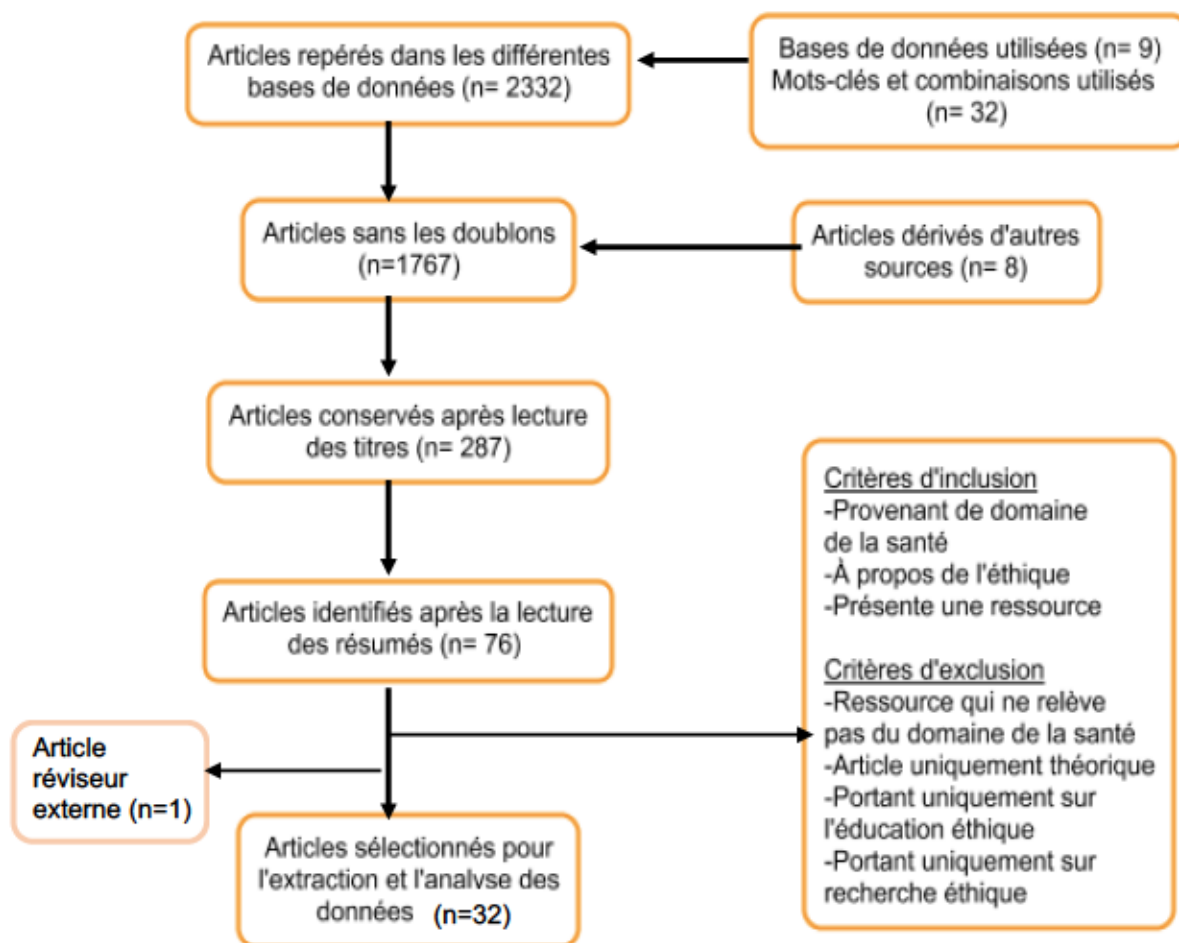 Articles repérés dans les différentes
bases de données (n= 2332)
Bases de données utilisées (n= 9)
Mots-clés et combinaisons utilisés
(n= 32)
Articles sans les doublons
(n=1767)
Articles dérivés d'autres
sources (n= 8)
Articles conservés après lecture
des titres (n= 287)
Articles identifiés après la lecture
des résumés (n= 76)
Critères d'inclusion
-Provenant de domaine
de la santé
-À propos de l'éthique
-Présente une ressource
Critères d'exclusion
-Ressource qui ne relève
pas du domaine de la santé
-Article uniquement théorique
-Portant uniquement sur
l'éducation éthique
-Portant uniquement sur
recherche éthique
Article
réviseur
externe (n=1)
Articles sélectionnés pour
l'extraction et l'analyse des
données (n=32)